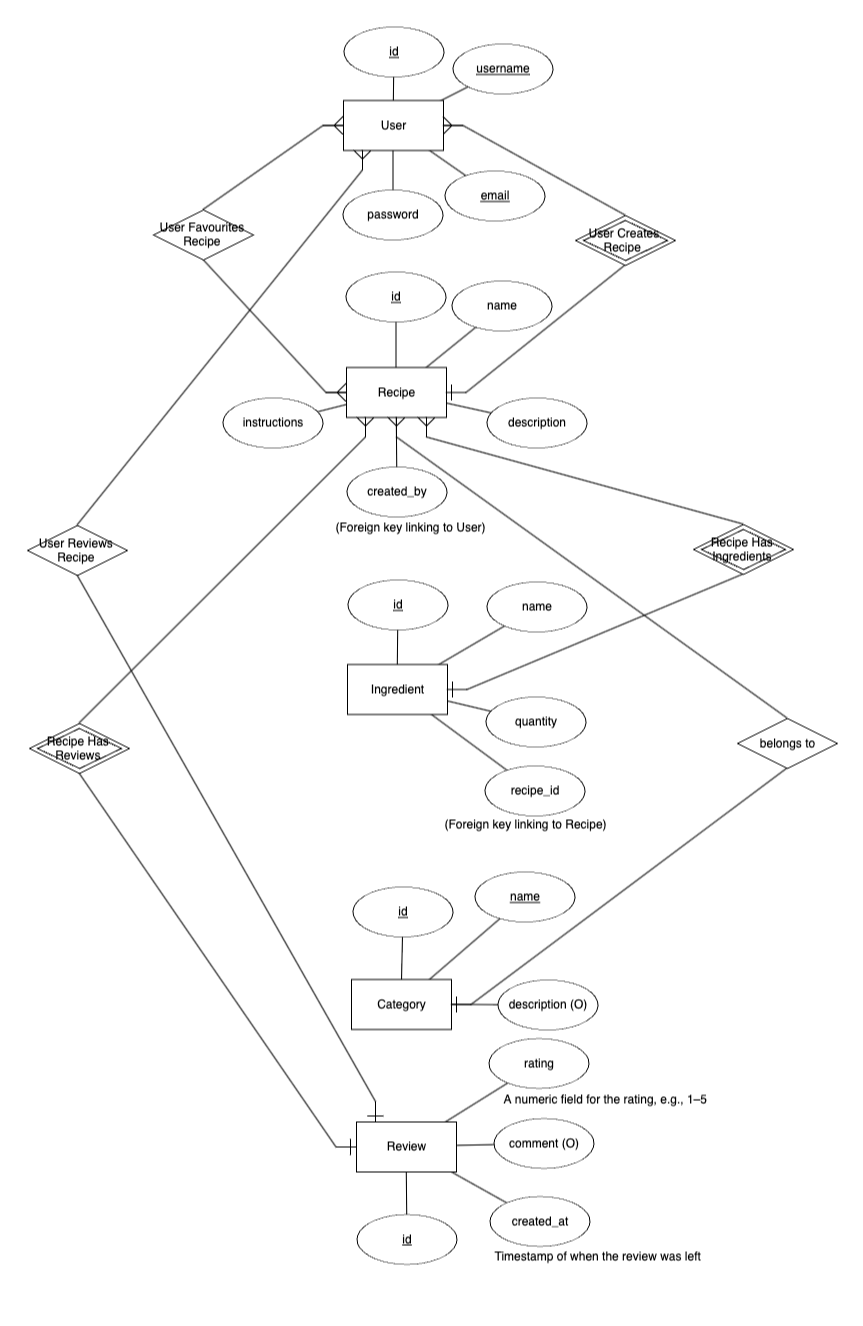 id
username
User
email
password
User Favourites
Recipe
User Creates
Recipe
id
name
Recipe
instructions
description
created_by
(Foreign key linking to User)
User Reviews
Recipe
Recipe Has
Ingredients
id
name
Ingredient
quantity
recipe_id
(Foreign key linking to Recipe)
Recipe Has
Reviews
belongs to
id
name
Category
description (O)
rating
A numeric field for the rating, e.g., 1–5
Review
comment (O)
created_at
Timestamp of when the review was left
id